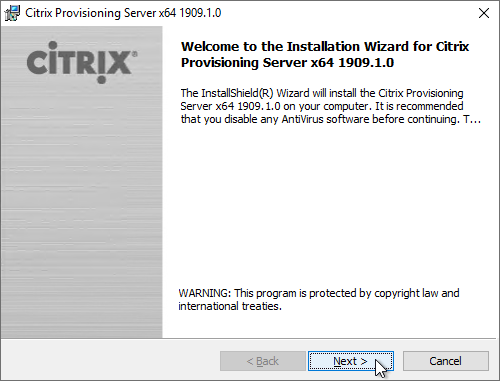 Citrix Provisioning Server x64 1909.1.0
CITRIX®
Welcome to the Installation Wizard for Citrix
Provisioning Server x64 1909.1.0
The InstallShield(R) Wizard will install the Citrix Provisioning
Server x64 1909.1.0 on your computer. It is recommended
that you disable any AntiVirus software before continuing. T...
WARNING: This program is protected by copyright law and
international treaties.
< Back
Next >
Cancel